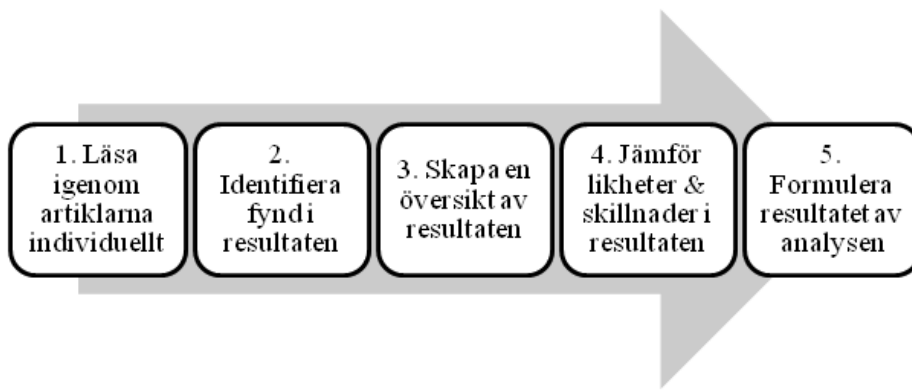 1. Läsa
igenom
artiklarna
individuellt
2.
Identifiera
fynd i
resultaten
3. Skapa en
översikt av
resultaten
4. Jämför
likheter &
skillnader i
resultaten
5.
Formulera
resultatet av
analysen